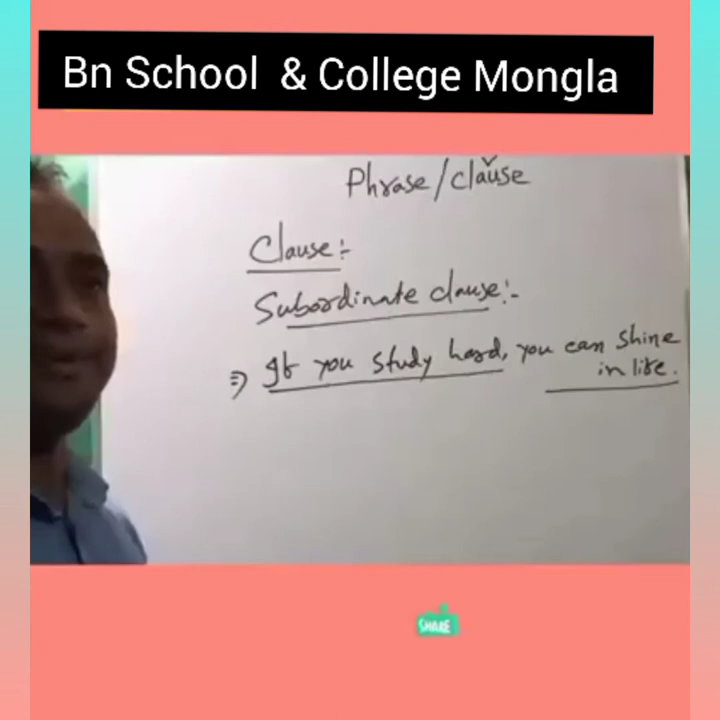 Bn School & College Mongla
Phrase/clause
Clause:-
Subordinate clause:-
⇒ If you study hard, you can shine
in life.
SHARE